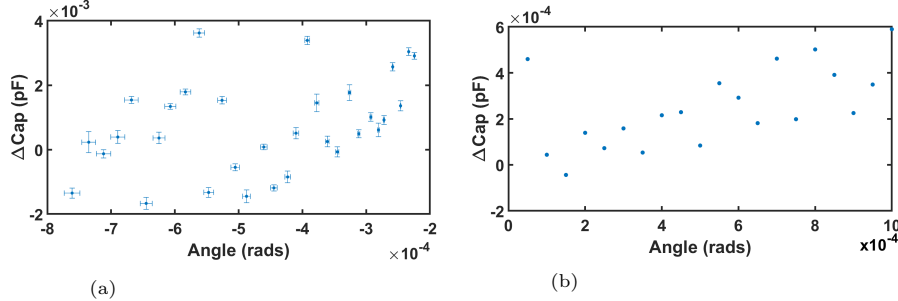 ×10⁻³
4
2
0
-2
ΔCap (pF)
-8 -7 -6 -5 -4 -3 -2
Angle (rads)
×10⁻⁴
(a)
×10⁻⁴
6
4
2
0
-2
ΔCap (pF)
0 2 4 6 8 10
Angle (rads)
x10⁻⁴
(b)